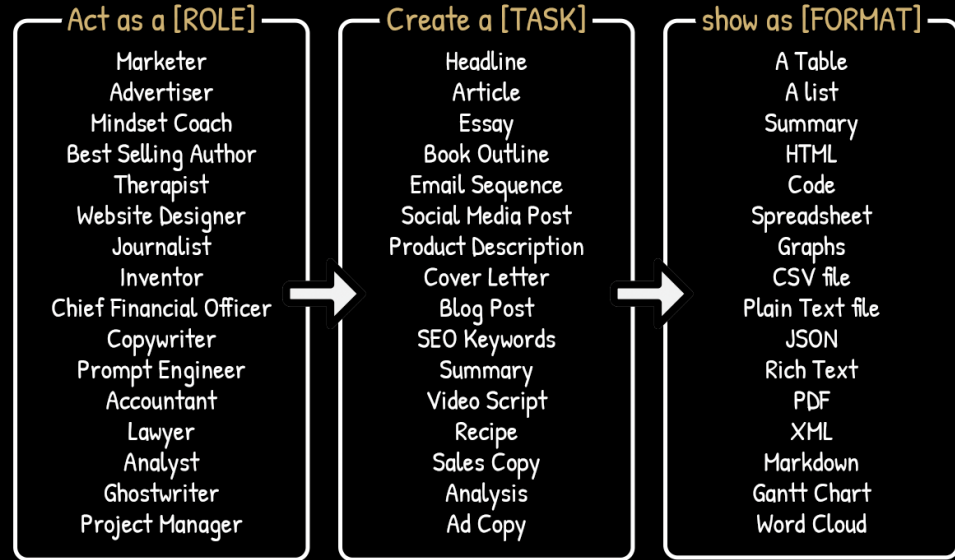 Act as a [ROLE]
Marketer
Advertiser
Mindset Coach
Best Selling Author
Therapist
Website Designer
Journalist
Inventor
Chief Financial Officer
Copywriter
Prompt Engineer
Accountant
Lawyer
Analyst
Ghostwriter
Project Manager
Create a [TASK]
Headline
Article
Essay
Book Outline
Email Sequence
Social Media Post
Product Description
Cover Letter
Blog Post
SEO Keywords
Summary
Video Script
Recipe
Sales Copy
Analysis
Ad Copy
show as [FORMAT]
A Table
A list
Summary
HTML
Code
Spreadsheet
Graphs
CSV file
Plain Text file
JSON
Rich Text
PDF
XML
Markdown
Gantt Chart
Word Cloud